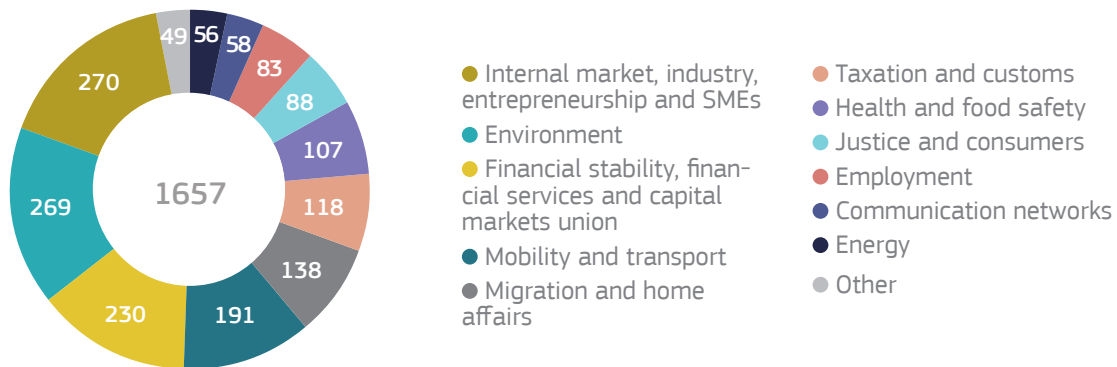 49
56
58
83
88
107
118
138
191
230
269
270
1657
Internal market, industry,
entrepreneurship and SMEs
Environment
Financial stability, finan-
cial services and capital
markets union
Mobility and transport
Migration and home
affairs
Taxation and customs
Health and food safety
Justice and consumers
Employment
Communication networks
Energy
Other